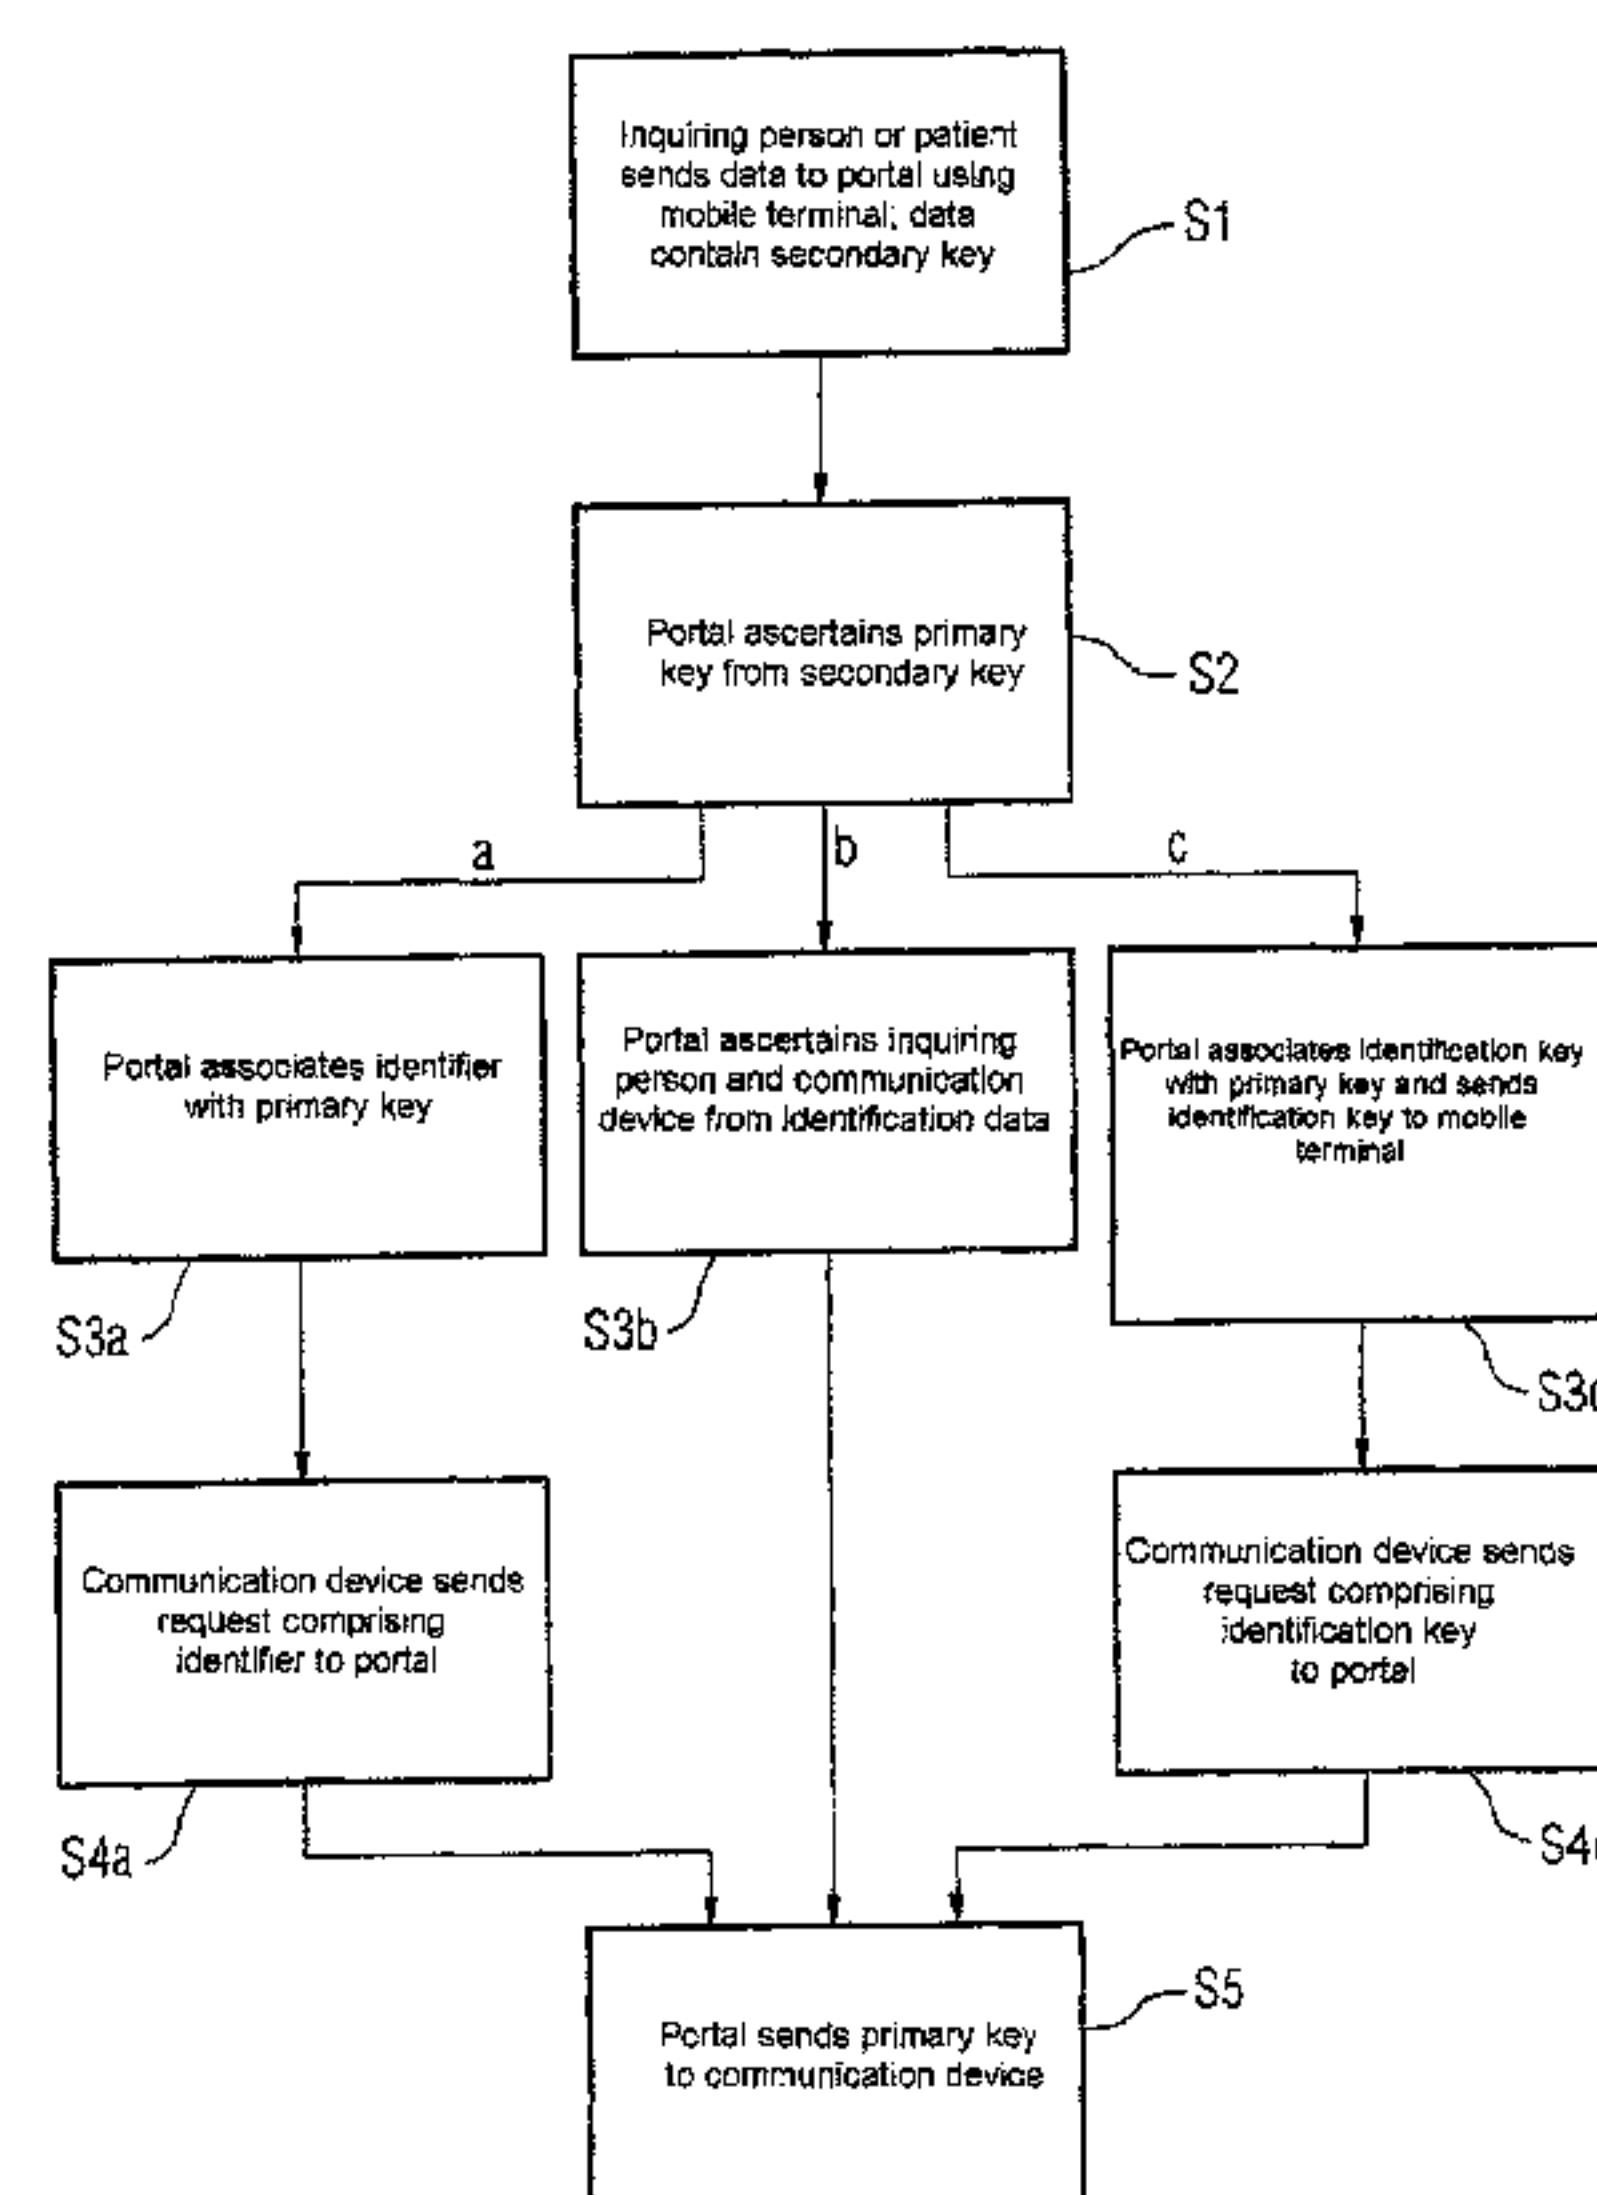 Inquiring person or patient
sends data to portal using
mobile terminal; data
contain secondary key
S1
Portal ascertains primary
key from secondary key
S2
a
b
c
Portal associates identifier
with primary key
S3a
Portal ascertains inquiring
person and communication
device from identification data
S3b
Portal associates identification key
with primary key and sends
identification key to mobile
terminal
Communication device sends
request comprising
identifier to portal
S4a
Communication device sends
request comprising
identification key
to portal
Portal sends primary key
to communication device
S5